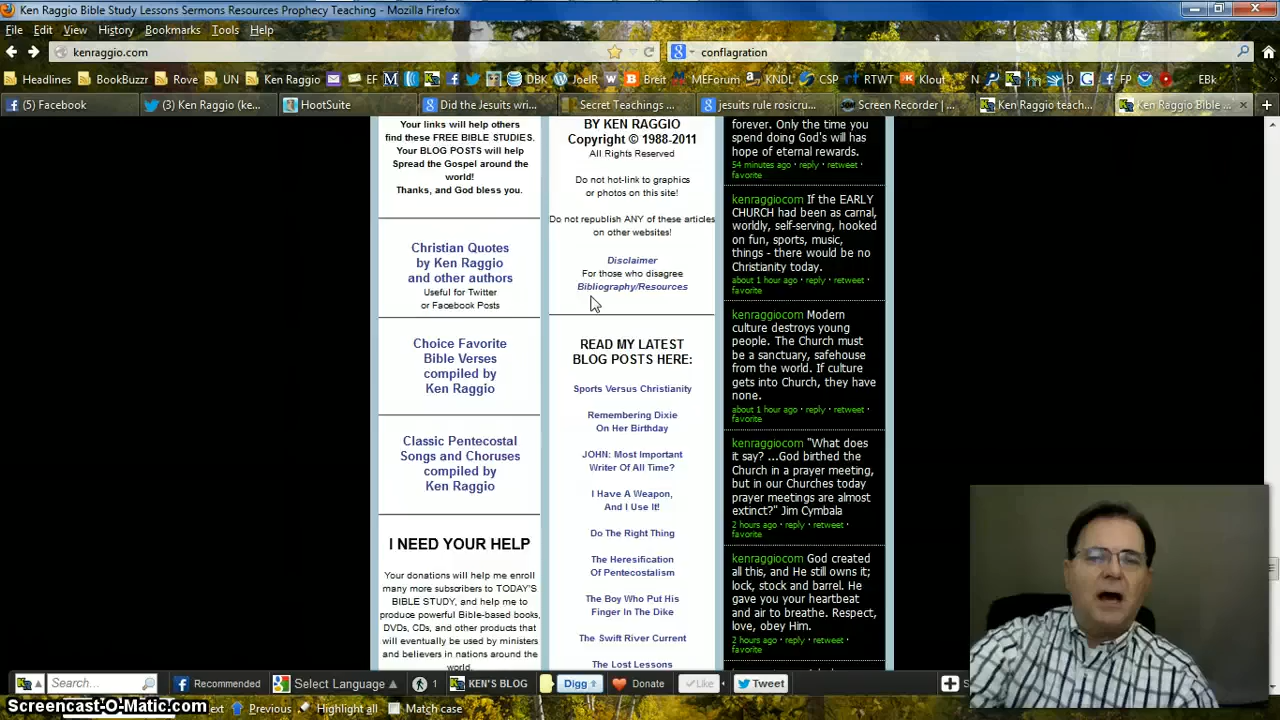 Ken Raggio Bible Study Lessons Sermons Resources Prophecy Teaching - Mozilla Firefox
File Edit View History Bookmarks Tools Help
kenraggio.com
conflagration
Headlines BookBuzz Rove UN Ken Raggio EF DBK JoelR Breit MEForum KNDL CSP RTWT Klout N D FP EBk
(5) Facebook
(3) Ken Raggio (ke...
HootSuite
Did the Jesuits wri...
Secret Teachings ...
jesuits rule rosicruc...
Screen Recorder | ...
Ken Raggio teach...
Ken Raggio Bible ...
Your links will help others
find these FREE BIBLE STUDIES.
Your BLOG POSTS will help
Spread the Gospel around the
world!
Thanks, and God bless you.
Christian Quotes
by Ken Raggio
and other authors
Useful for Twitter
or Facebook Posts
Choice Favorite
Bible Verses
compiled by
Ken Raggio
Classic Pentecostal
Songs and Choruses
compiled by
Ken Raggio
I NEED YOUR HELP
Your donations will help me enroll
many more subscribers to TODAY'S
BIBLE STUDY, and help me to
produce powerful Bible-based books,
DVDs, CDs, and other products that
will eventually be used by ministers
and believers in nations around the
world.
BY KEN RAGGIO
Copyright © 1988-2011
All Rights Reserved
Do not hot-link to graphics
or photos on this site!
Do not republish ANY of these articles
on other websites!
Disclaimer
For those who disagree
Bibliography/Resources
READ MY LATEST
BLOG POSTS HERE:
Sports Versus Christianity
Remembering Dixie
On Her Birthday
JOHN: Most Important
Writer Of All Time?
I Have A Weapon,
And I Use It!
Do The Right Thing
The Heresification
Of Pentecostalism
The Boy Who Put His
Finger In The Dike
The Swift River Current
The Lost Lessons
forever. Only the time you
spend doing God's will has
hope of eternal rewards.
54 minutes ago · reply · retweet ·
favorite
kenraggiocom If the EARLY
CHURCH had been as carnal,
worldly, self-serving, hooked
on fun, sports, music,
things - there would be no
Christianity today.
about 1 hour ago · reply · retweet ·
favorite
kenraggiocom Modern
culture destroys young
people. The Church must
be a sanctuary, safehouse
from the world. If culture
gets into Church, they have
none.
about 1 hour ago · reply · retweet ·
favorite
kenraggiocom "What does
it say? ...God birthed the
Church in a prayer meeting,
but in our Churches today
prayer meetings are almost
extinct?" Jim Cymbala
2 hours ago · reply · retweet ·
favorite
kenraggiocom God created
all this, and He still owns it;
lock, stock and barrel. He
gave you your heartbeat
and air to breathe. Respect,
love, obey Him.
2 hours ago · reply · retweet ·
favorite
Search... Recommended Select Language 1 KEN'S BLOG Digg Donate Like Tweet
Screencast-O-Matic.com
Previous Highlight all Match case